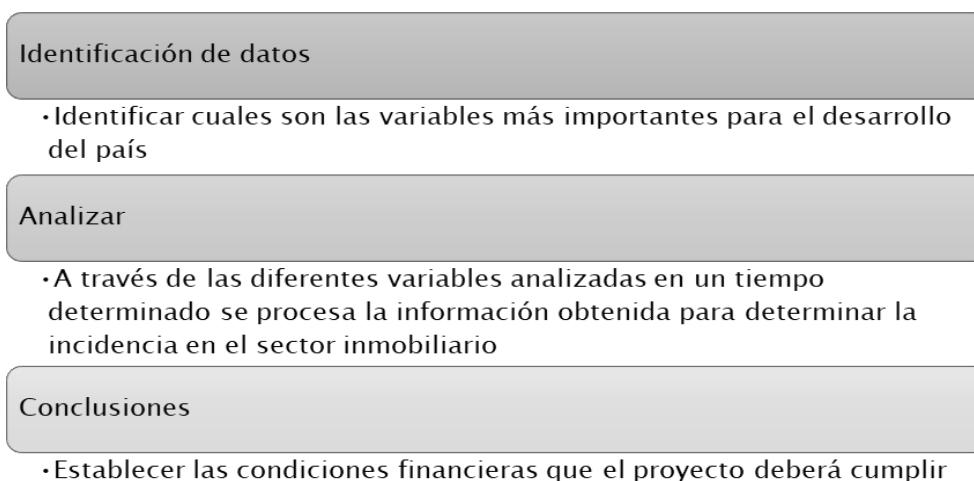 Identificación de datos
•Identificar cuales son las variables más importantes para el desarrollo
del país
Analizar
•A través de las diferentes variables analizadas en un tiempo
determinado se procesa la información obtenida para determinar la
incidencia en el sector inmobiliario
Conclusiones
•Establecer las condiciones financieras que el proyecto deberá cumplir